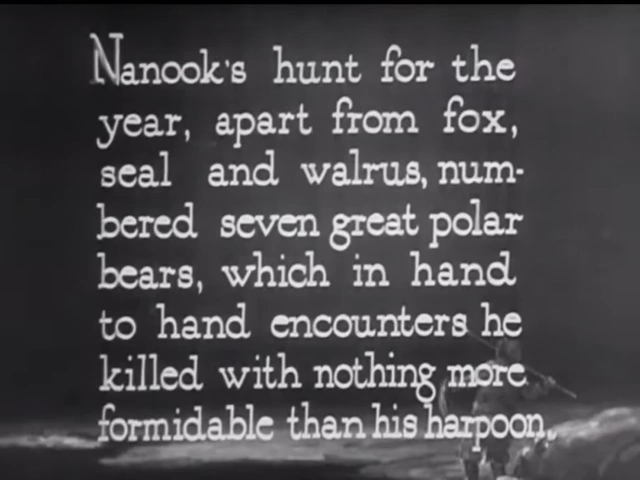 Nanook's hunt for the
year, apart from fox,
seal and walrus, num-
bered seven great polar
bears, which in hand
to hand encounters he
killed with nothing more
formidable than his harpoon.